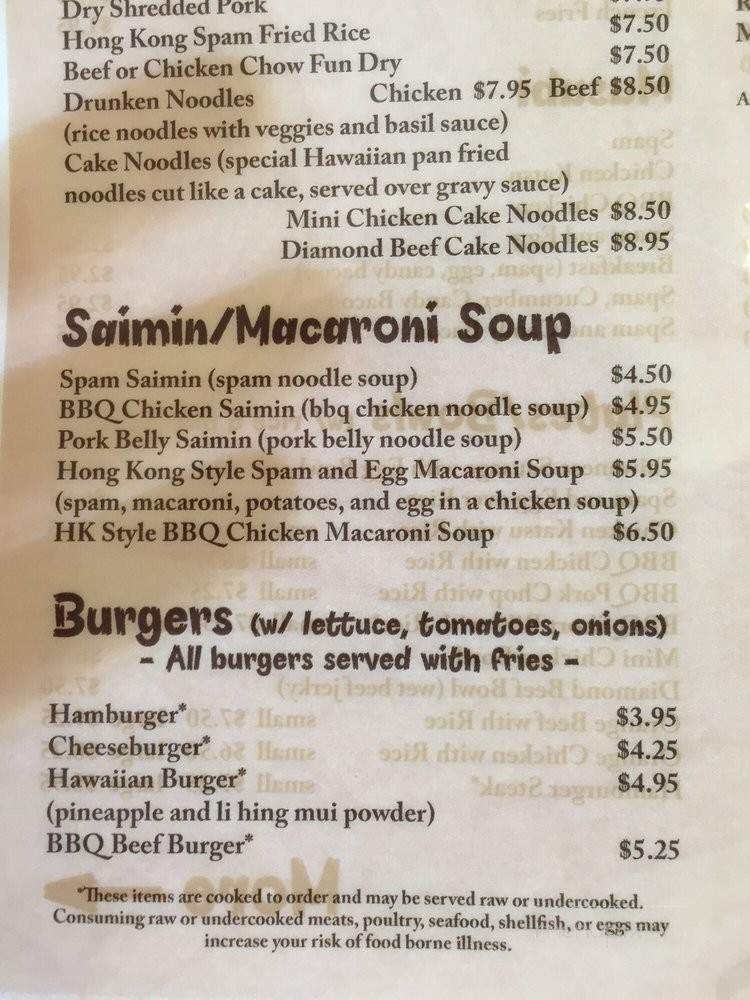 Dry Shredded Pork
Hong Kong Spam Fried Rice $7.50
Beef or Chicken Chow Fun Dry $7.50
Drunken Noodles Chicken $7.95 Beef $8.50
(rice noodles with veggies and basil sauce)
Cake Noodles (special Hawaiian pan fried
noodles cut like a cake, served over gravy sauce)
Mini Chicken Cake Noodles $8.50
Diamond Beef Cake Noodles $8.95
Saimin/Macaroni Soup
Spam Saimin (spam noodle soup) $4.50
BBQ Chicken Saimin (bbq chicken noodle soup) $4.95
Pork Belly Saimin (pork belly noodle soup) $5.50
Hong Kong Style Spam and Egg Macaroni Soup $5.95
(spam, macaroni, potatoes, and egg in a chicken soup)
HK Style BBQ Chicken Macaroni Soup $6.50
Burgers (w/ lettuce, tomatoes, onions)
- All burgers served with fries -
Hamburger* $3.95
Cheeseburger* $4.25
Hawaiian Burger* $4.95
(pineapple and li hing mui powder)
BBQ Beef Burger* $5.25
*These items are cooked to order and may be served raw or undercooked.
Consuming raw or undercooked meats, poultry, seafood, shellfish, or eggs may
increase your risk of food borne illness.